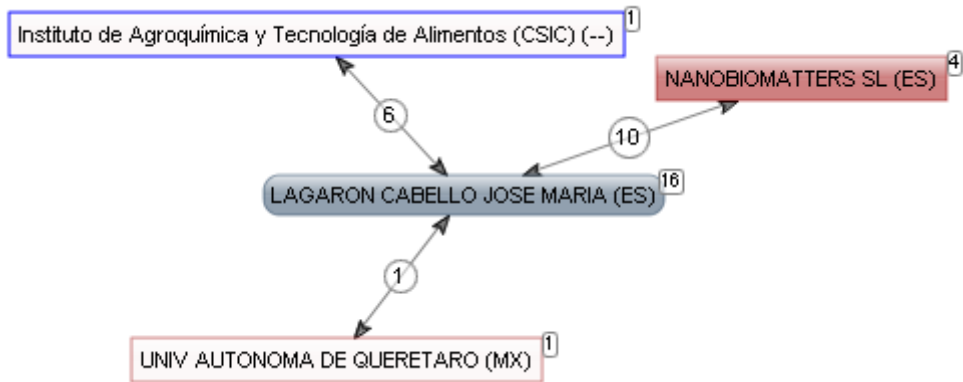 Instituto de Agroquímica y Tecnología de Alimentos (CSIC) (--)
1
NANOBIOMATTERS SL (ES)
4
6
10
LAGARON CABELLO JOSE MARIA (ES)
16
1
UNIV AUTONOMA DE QUERETARO (MX)
1